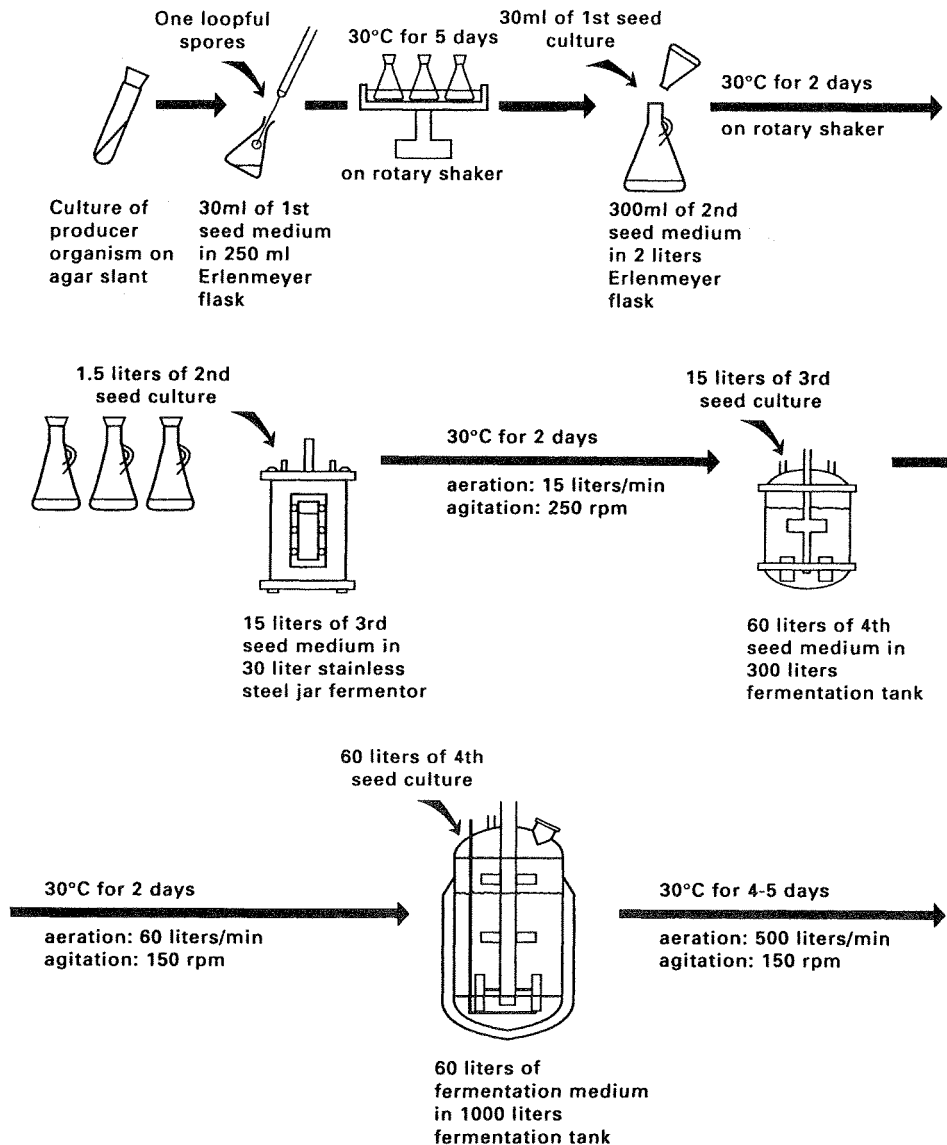 One loopful
spores
30°C for 5 days
30ml of 1st seed
culture
30°C for 2 days
on rotary shaker
on rotary shaker
Culture of
producer
organism on
agar slant
30ml of 1st
seed medium
in 250 ml
Erlenmeyer
flask
300ml of 2nd
seed medium
in 2 liters
Erlenmeyer
flask
1.5 liters of 2nd
seed culture
30°C for 2 days
aeration: 15 liters/min
agitation: 250 rpm
15 liters of 3rd
seed culture
15 liters of 3rd
seed medium in
30 liter stainless
steel jar fermentor
60 liters of 4th
seed medium in
300 liters
fermentation tank
30°C for 2 days
aeration: 60 liters/min
agitation: 150 rpm
60 liters of 4th
seed culture
30°C for 4-5 days
aeration: 500 liters/min
agitation: 150 rpm
60 liters of
fermentation medium
in 1000 liters
fermentation tank